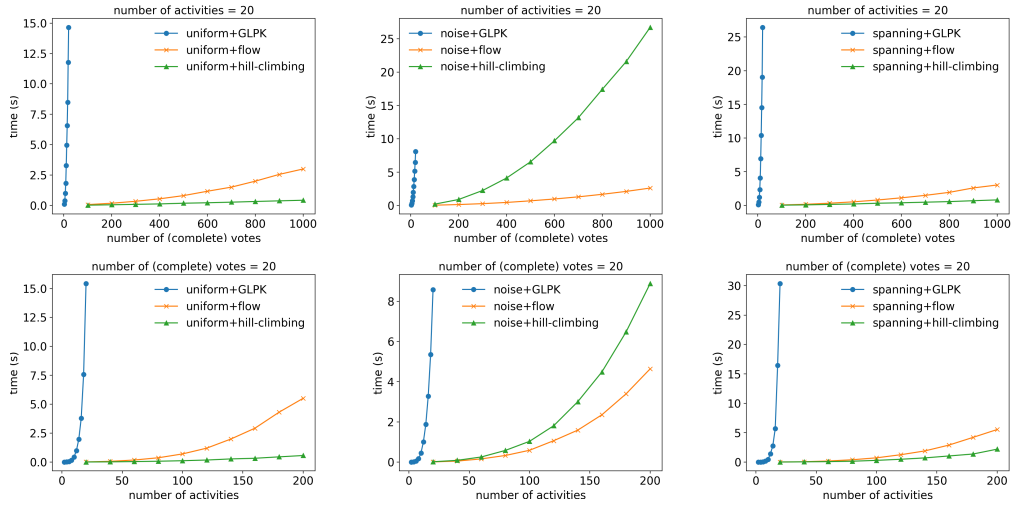 number of activities = 20
number of activities = 20
number of activities = 20
uniform+GLPK
uniform+flow
uniform+hill-climbing
noise+GLPK
noise+flow
noise+hill-climbing
spanning+GLPK
spanning+flow
spanning+hill-climbing
time (s)
15.0
12.5
10.0
7.5
5.0
2.5
0.0
time (s)
25
20
15
10
5
0
time (s)
25
20
15
10
5
0
0 200 400 600 800 1000
0 200 400 600 800 1000
0 200 400 600 800 1000
number of (complete) votes
number of (complete) votes
number of (complete) votes
number of (complete) votes = 20
number of (complete) votes = 20
number of (complete) votes = 20
uniform+GLPK
uniform+flow
uniform+hill-climbing
noise+GLPK
noise+flow
noise+hill-climbing
spanning+GLPK
spanning+flow
spanning+hill-climbing
time (s)
15.0
12.5
10.0
7.5
5.0
2.5
0.0
time (s)
8
6
4
2
0
time (s)
30
25
20
15
10
5
0
0 50 100 150 200
0 50 100 150 200
0 50 100 150 200
number of activities
number of activities
number of activities